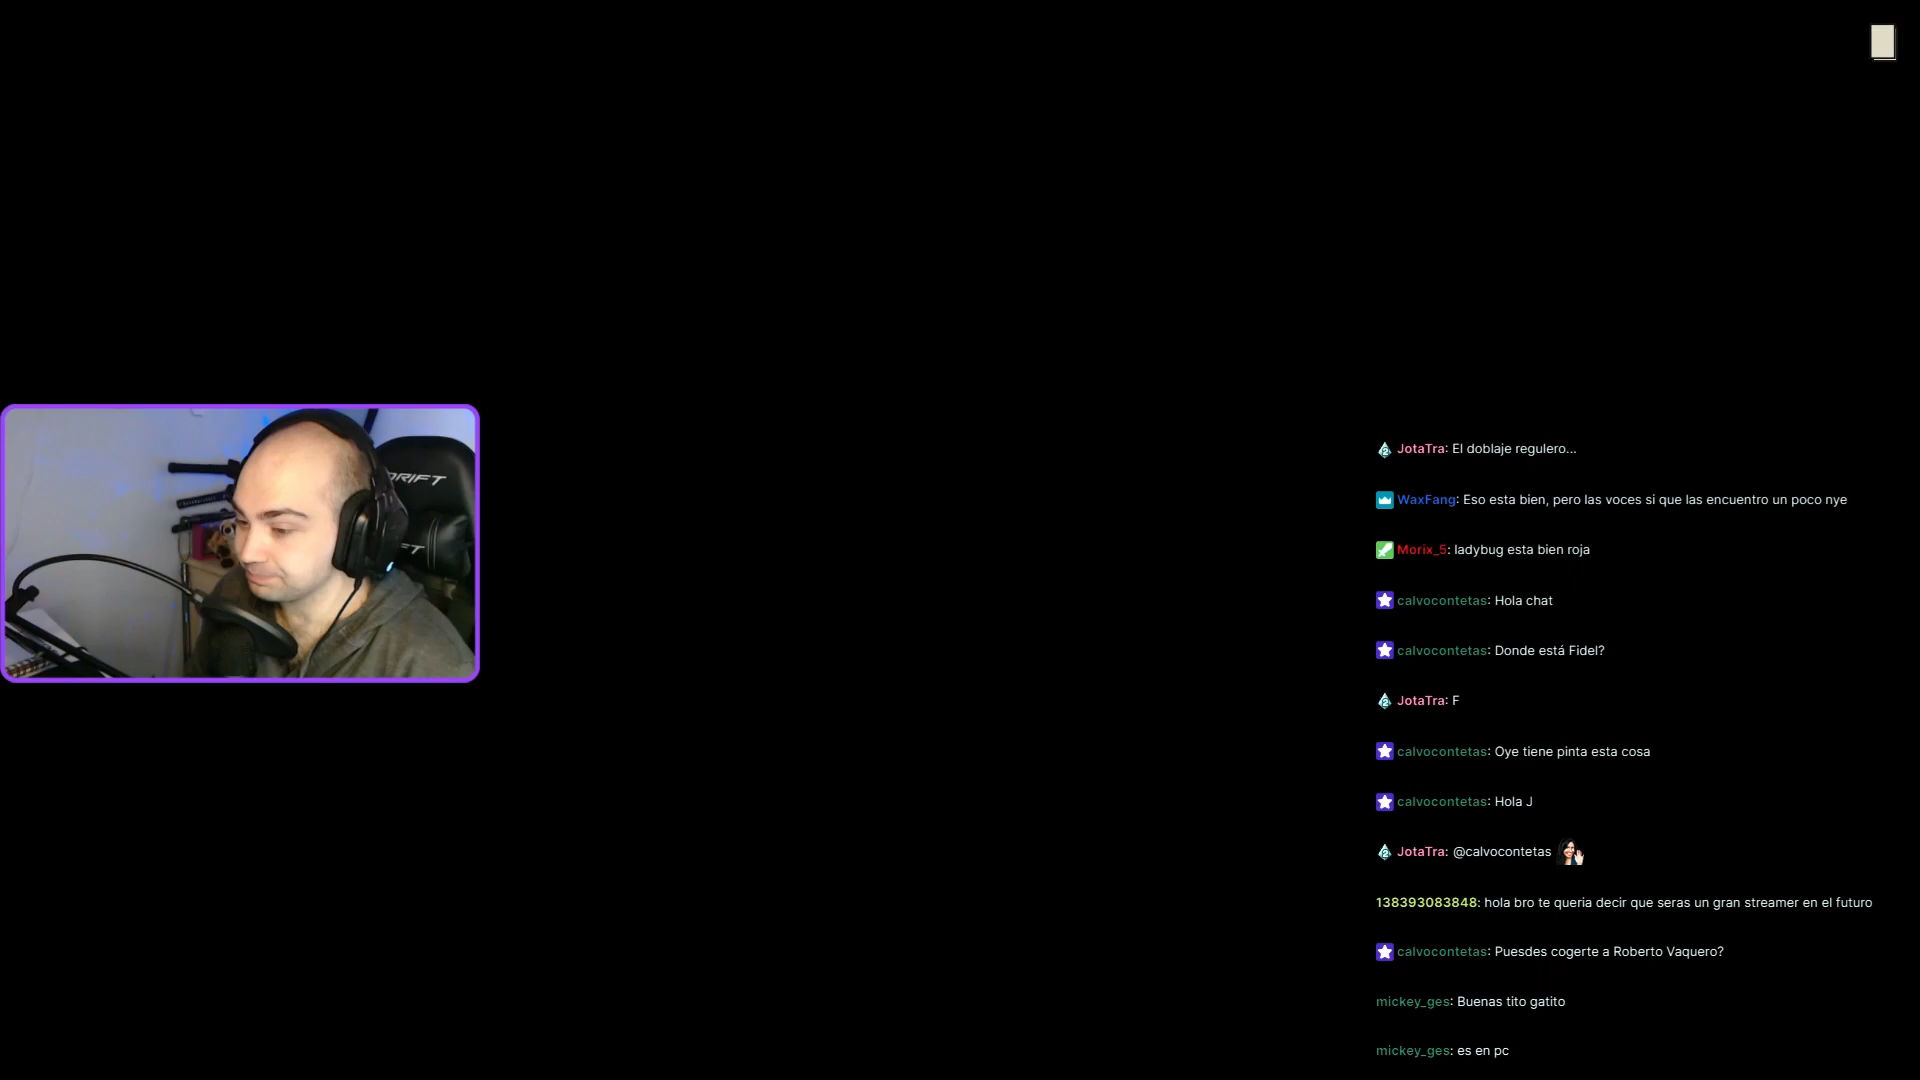 DRIFT
JotaTra: El doblaje regulero...
WaxFang: Eso esta bien, pero las voces si que las encuentro un poco nye
Morix_5: ladybug esta bien roja
calvocontetas: Hola chat
calvocontetas: Donde está Fidel?
JotaTra: F
calvocontetas: Oye tiene pinta esta cosa
calvocontetas: Hola J
JotaTra: @calvocontetas
138393083848: hola bro te queria decir que seras un gran streamer en el futuro
calvocontetas: Puesdes cogerte a Roberto Vaquero?
mickey_ges: Buenas tito gatito
mickey_ges: es en pc